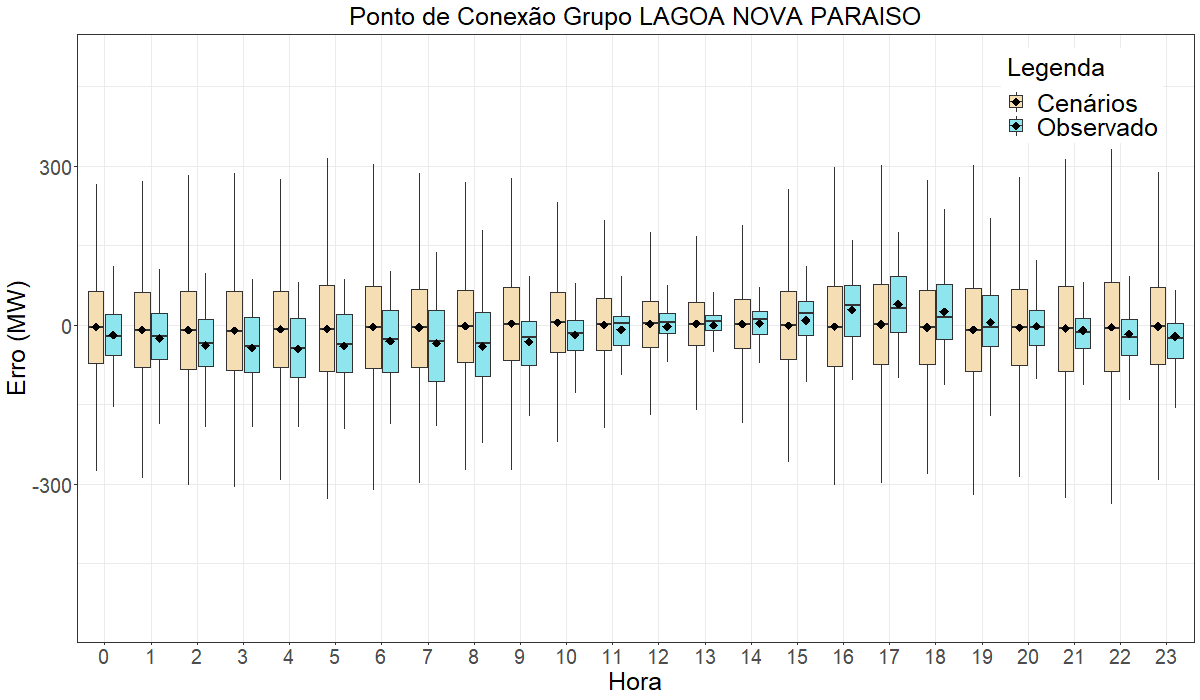 Ponto de Conexão Grupo LAGOA NOVA PARAISO
Legenda
Cenários
Observado
Erro (MW)
300
0
-300
0 1 2 3 4 5 6 7 8 9 10 11 12 13 14 15 16 17 18 19 20 21 22 23
Hora